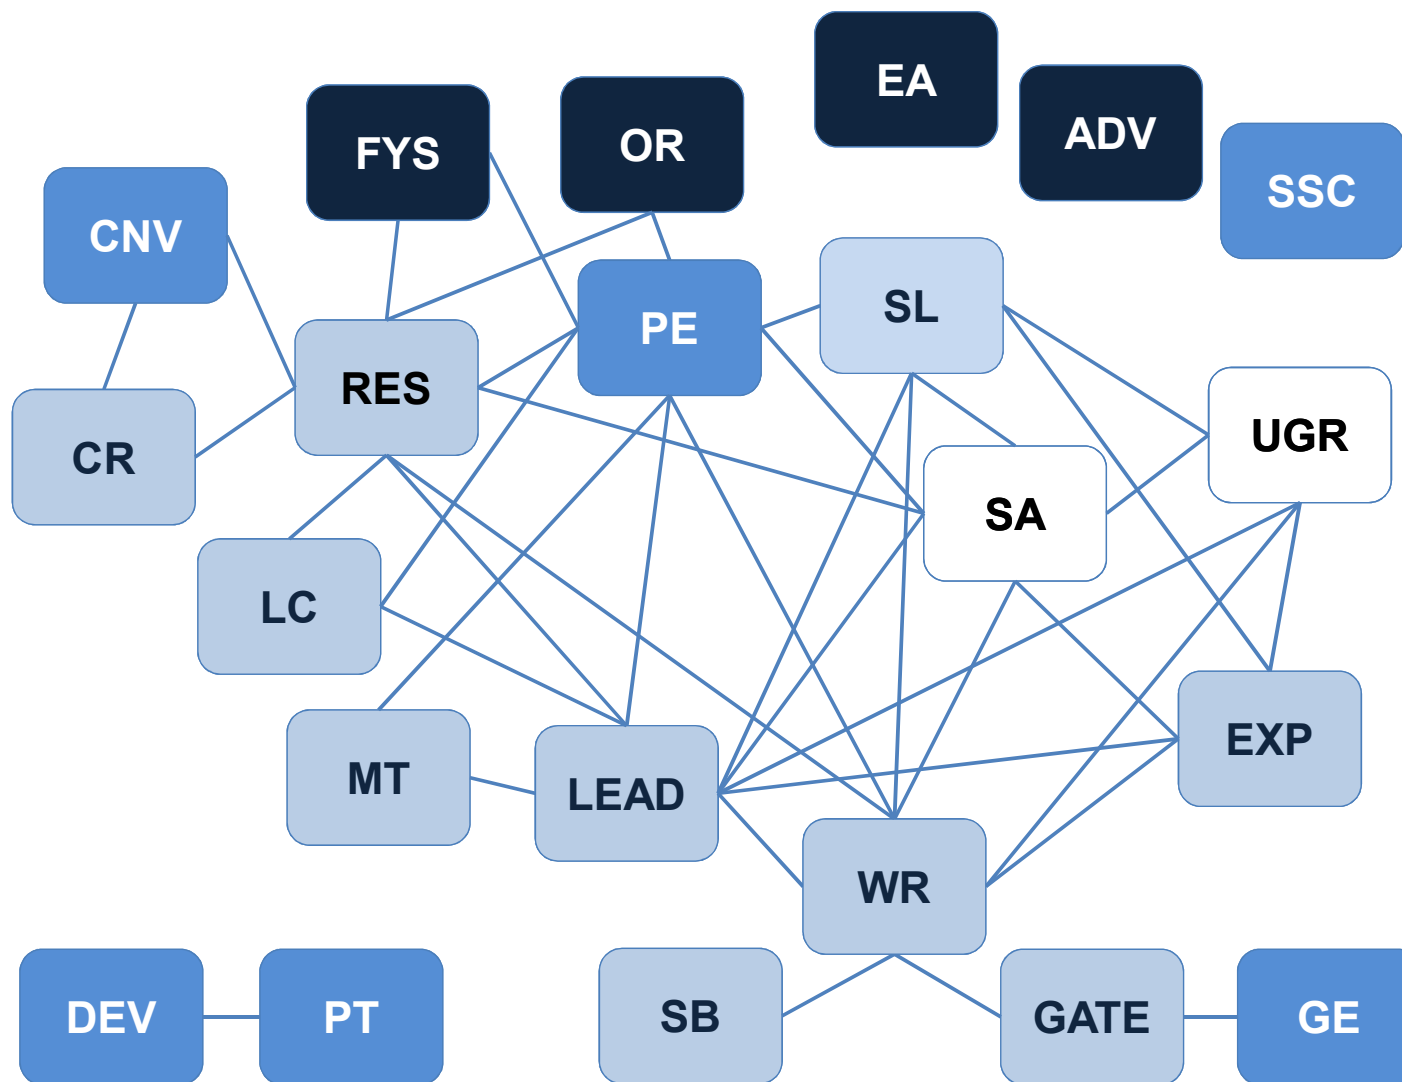 EA
ADV
FYS
OR
SSC
CNV
SL
PE
RES
UGR
CR
SA
LC
EXP
MT
LEAD
WR
DEV
PT
SB
GATE
GE